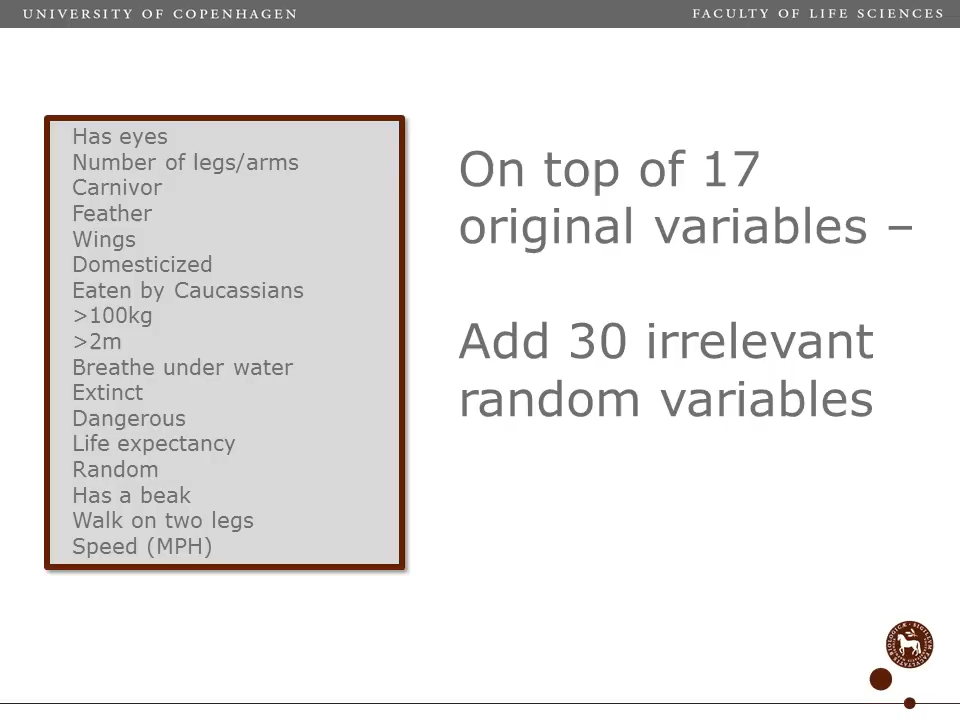 UNIVERSITY OF COPENHAGEN
FACULTY OF LIFE SCIENCES
Has eyes
Number of legs/arms
Carnivor
Feather
Wings
Domesticized
Eaten by Caucassians
>100kg
>2m
Breathe under water
Extinct
Dangerous
Life expectancy
Random
Has a beak
Walk on two legs
Speed (MPH)
On top of 17
original variables –
Add 30 irrelevant
random variables